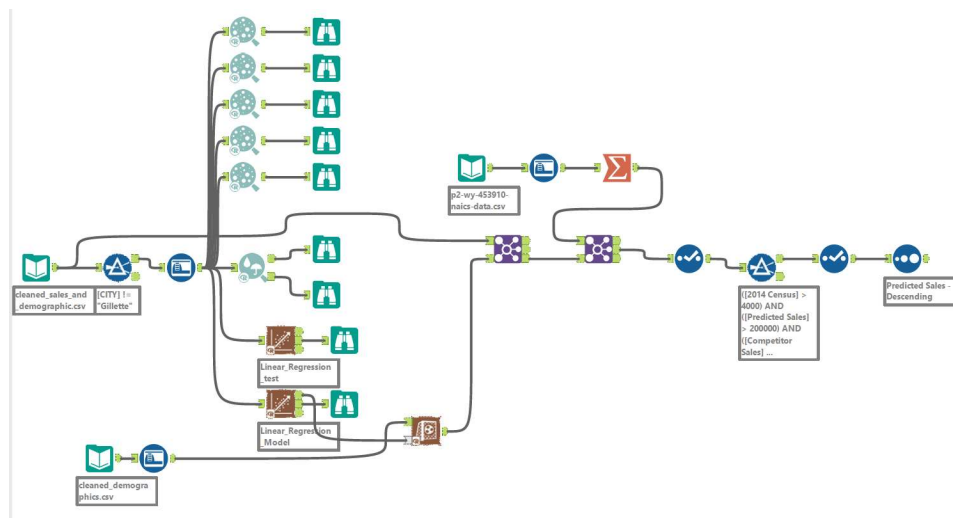 p2-wy-453910-
naics-data.csv
cleaned_sales_and
_demographic.csv
[CITY] !=
"Gillette"
([2014 Census] >
4000) AND
([Predicted Sales]
> 200000) AND
([Competitor
Sales] ...
Predicted Sales -
Descending
Linear_Regression
_test
Linear_Regression
_Model
cleaned_demogra
phics.csv